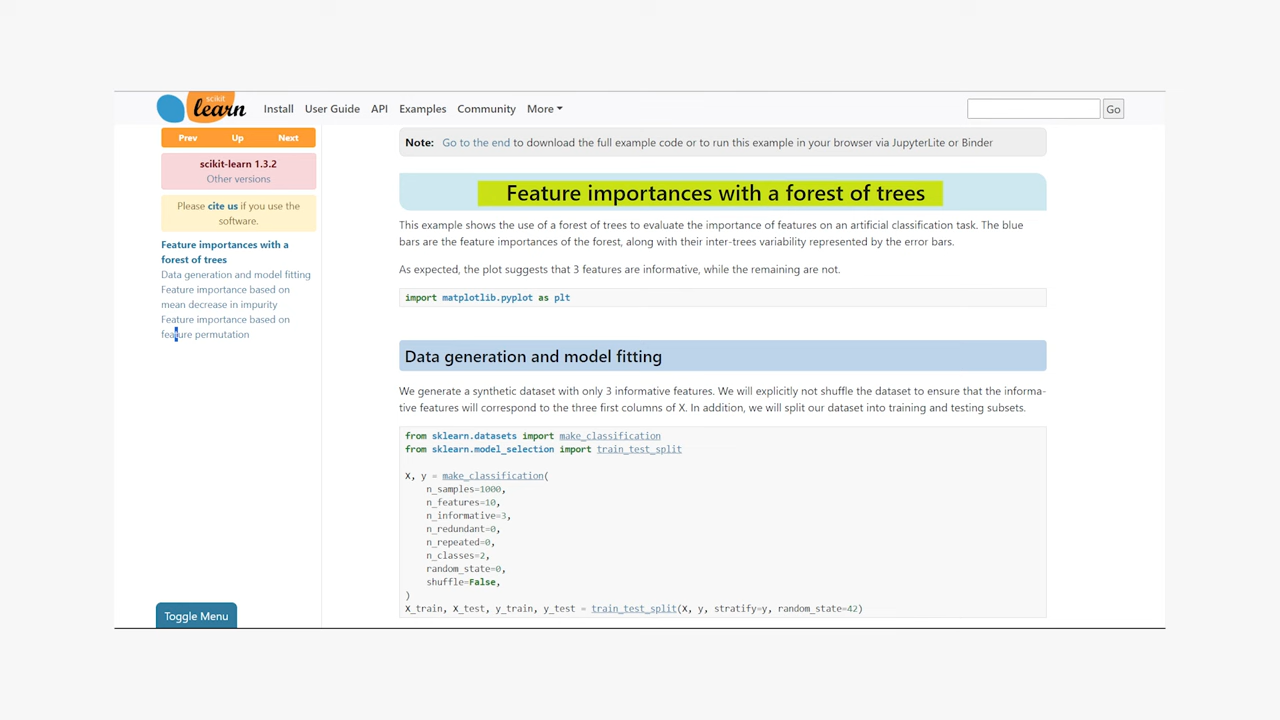 scikit
learn
Install User Guide API Examples Community More
Go
Prev Up Next
scikit-learn 1.3.2
Other versions
Please cite us if you use the
software.
Feature importances with a
forest of trees
Data generation and model fitting
Feature importance based on
mean decrease in impurity
Feature importance based on
feature permutation
Toggle Menu
Note: Go to the end to download the full example code or to run this example in your browser via JupyterLite or Binder
Feature importances with a forest of trees
This example shows the use of a forest of trees to evaluate the importance of features on an artificial classification task. The blue
bars are the feature importances of the forest, along with their inter-trees variability represented by the error bars.
As expected, the plot suggests that 3 features are informative, while the remaining are not.
import matplotlib.pyplot as plt
Data generation and model fitting
We generate a synthetic dataset with only 3 informative features. We will explicitly not shuffle the dataset to ensure that the informa-
tive features will correspond to the three first columns of X. In addition, we will split our dataset into training and testing subsets.
from sklearn.datasets import make_classification
from sklearn.model_selection import train_test_split
X, y = make_classification(
n_samples=1000,
n_features=10,
n_informative=3,
n_redundant=0,
n_repeated=0,
n_classes=2,
random_state=0,
shuffle=False,
)
X_train, X_test, y_train, y_test = train_test_split(X, y, stratify=y, random_state=42)